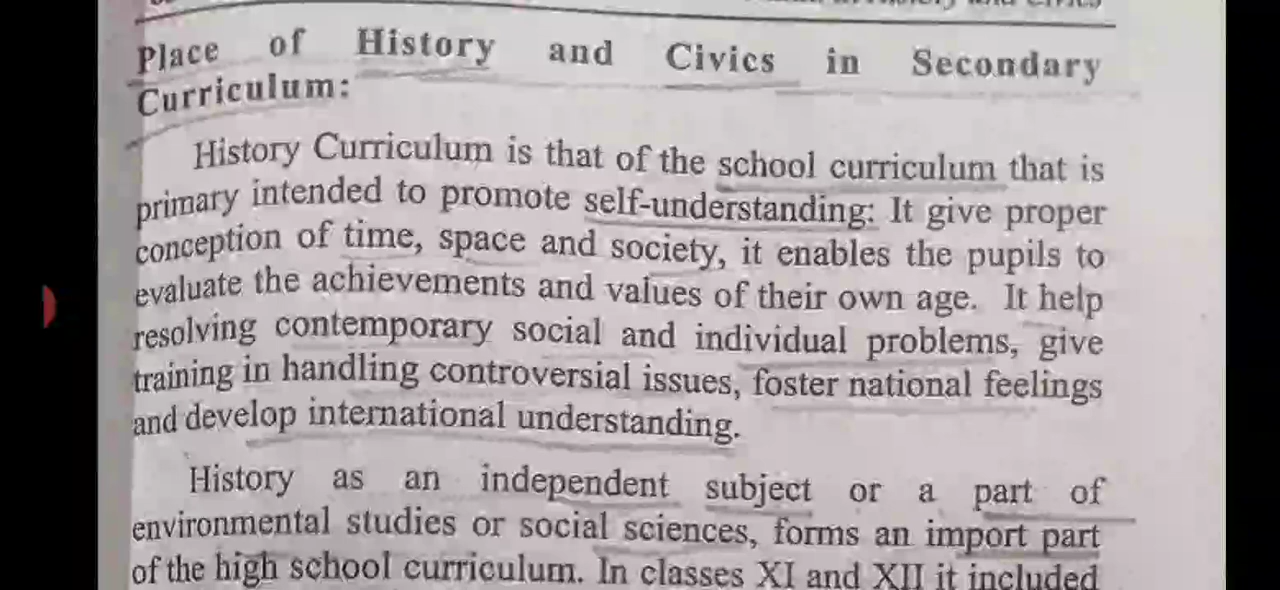 Place of History and Civics in Secondary
Curriculum:
History Curriculum is that of the school curriculum that is
primary intended to promote self-understanding: It give proper
conception of time, space and society, it enables the pupils to
evaluate the achievements and values of their own age. It help
resolving contemporary social and individual problems, give
training in handling controversial issues, foster national feelings
and develop international understanding.
History as an independent subject or a part of
environmental studies or social sciences, forms an import part
of the high school curriculum. In classes XI and XII it included